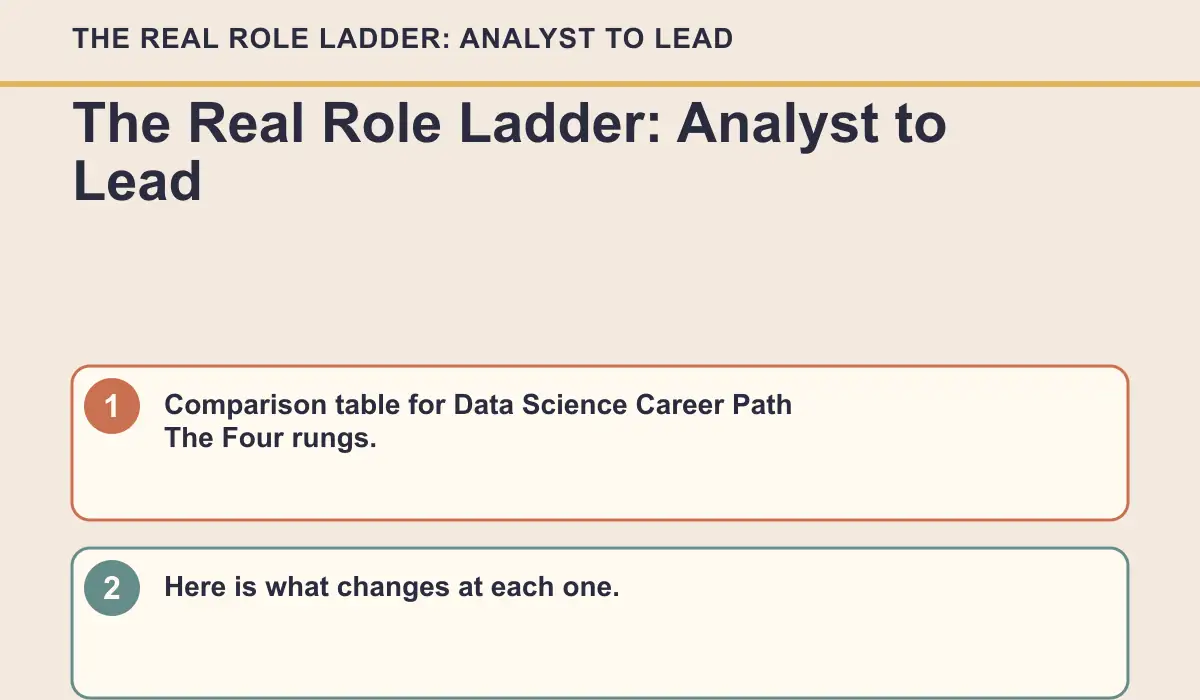 THE REAL ROLE LADDER: ANALYST TO LEAD
The Real Role Ladder: Analyst to
Lead
1
Comparison table for Data Science Career Path
The Four rungs.
2
Here is what changes at each one.